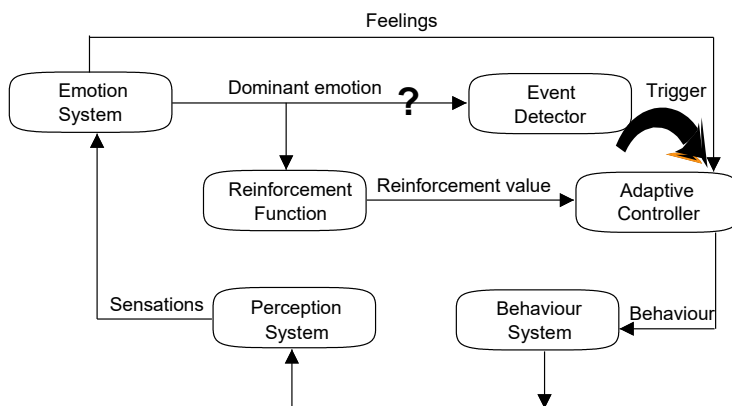 Feelings
Emotion
System
Dominant emotion
?
Event
Detector
Trigger
Reinforcement
Function
Reinforcement value
Adaptive
Controller
Sensations
Perception
System
Behaviour
System
Behaviour